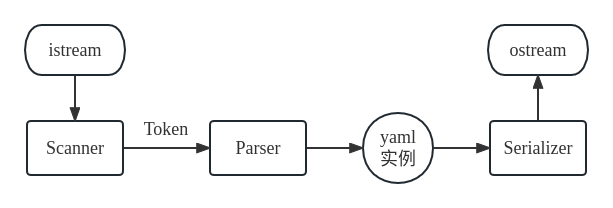 istream
ostream
Token
Scanner
Parser
yaml
实例
Serializer